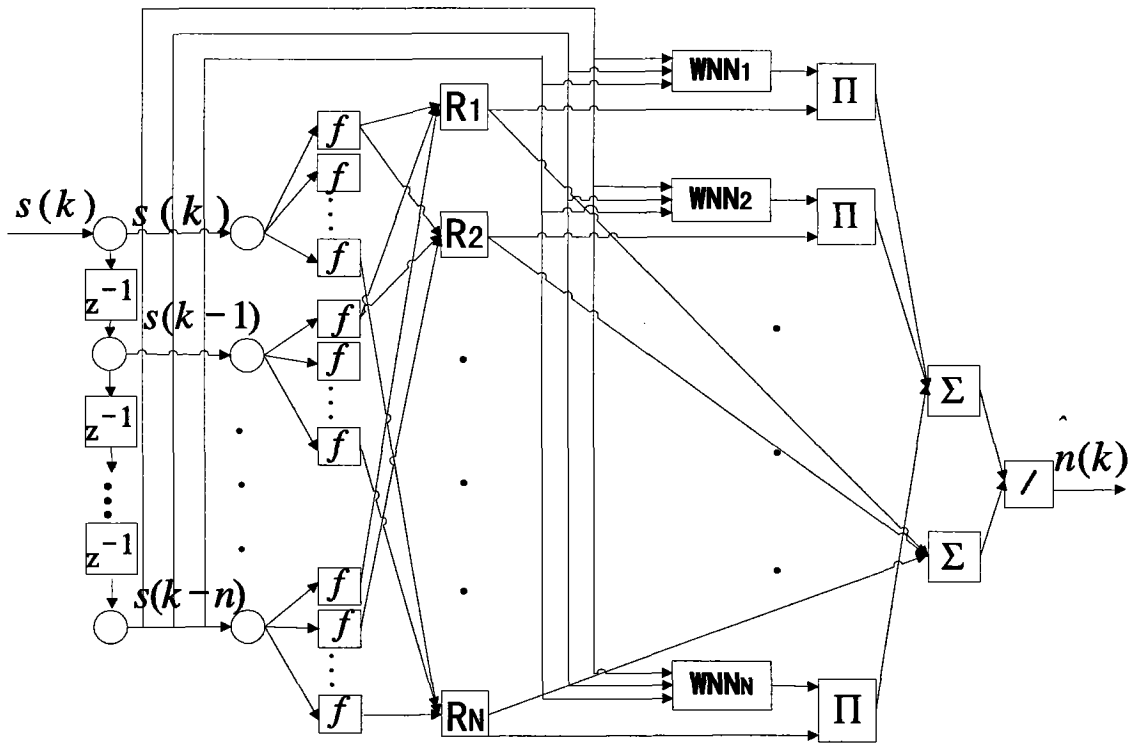 WNN1
Π
R1
f
f
s(k)
s(k)
WNN2
Π
R2
f
z⁻¹
s(k-1)
f
f
z⁻¹
f
Σ
n̂(k)
/
z⁻¹
Σ
s(k-n)
f
f
WNNN
Π
RN
f